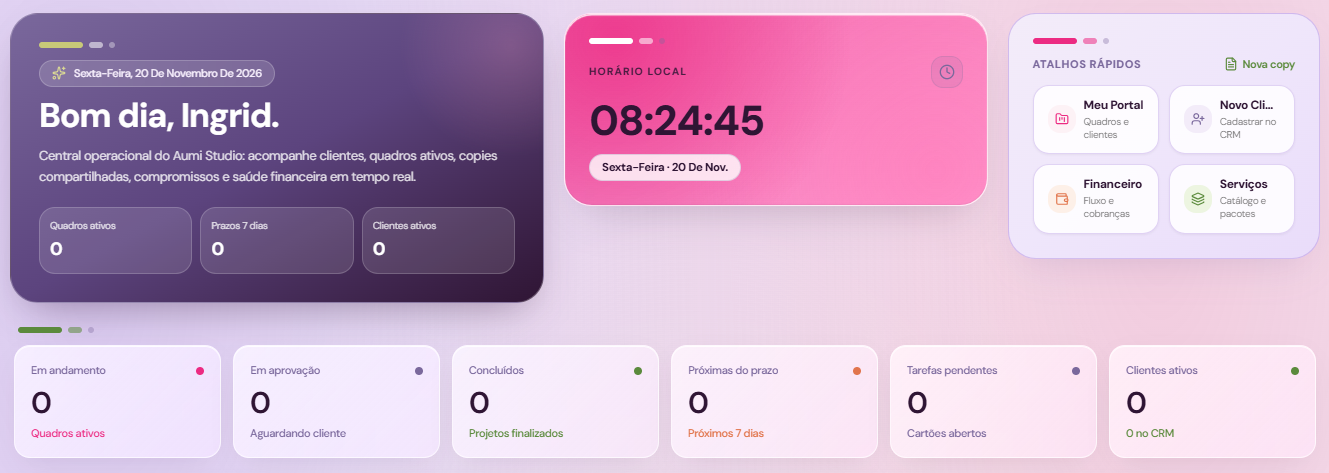 Sexta-Feira, 20 De Novembro De 2026
Bom dia, Ingrid.
Central operacional do Aumi Studio: acompanhe clientes, quadros ativos, copies
compartilhadas, compromissos e saúde financeira em tempo real.
Quadros ativos
0
Prazos 7 dias
0
Clientes ativos
0
HORÁRIO LOCAL
08:24:45
Sexta-Feira · 20 De Nov.
ATALHOS RÁPIDOS
Nova copy
Meu Portal
Quadros e
clientes
Novo Cli...
Cadastrar no
CRM
Financeiro
Fluxo e
cobranças
Serviços
Catálogo e
pacotes
Em andamento
0
Quadros ativos
Em aprovação
0
Aguardando cliente
Concluídos
0
Projetos finalizados
Próximas do prazo
0
Próximos 7 dias
Tarefas pendentes
0
Cartões abertos
Clientes ativos
0
0 no CRM